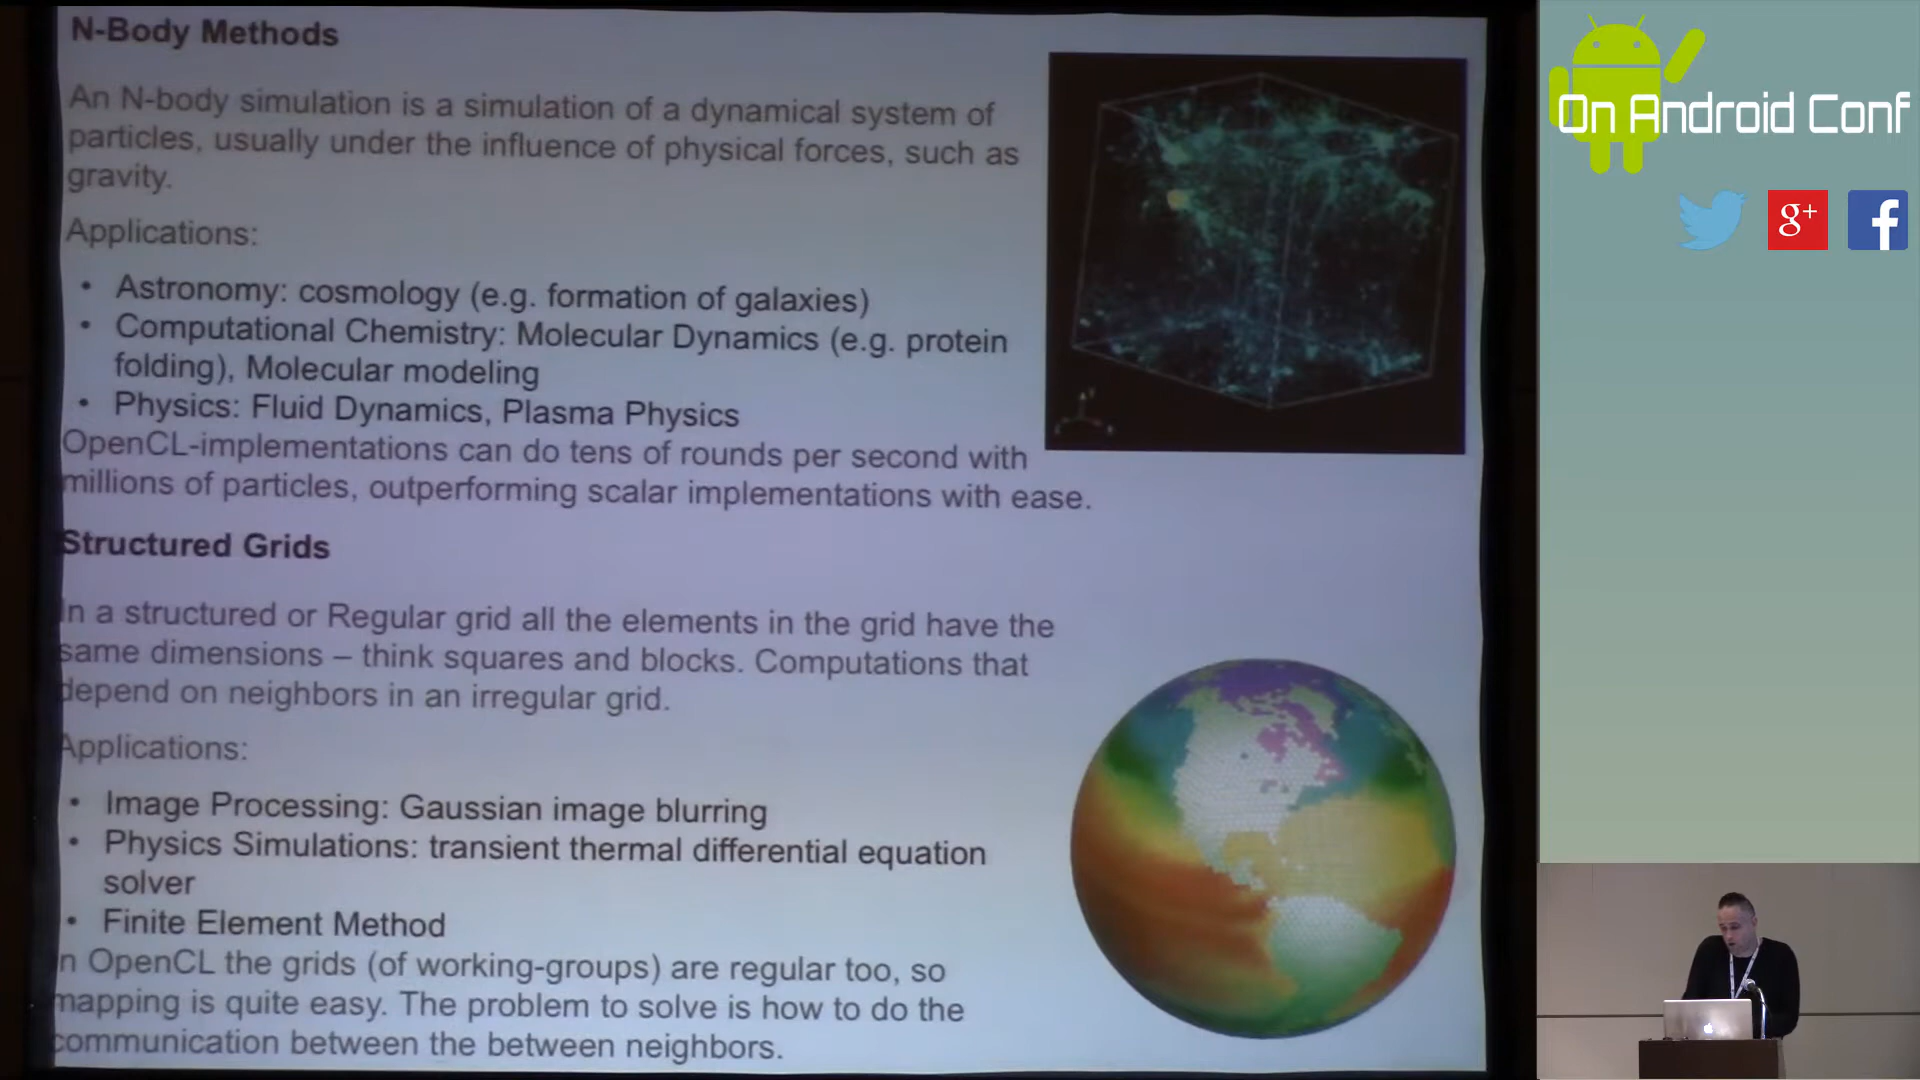 N-Body Methods
An N-body simulation is a simulation of a dynamical system of
particles, usually under the influence of physical forces, such as
gravity.
Applications:
• Astronomy: cosmology (e.g. formation of galaxies)
• Computational Chemistry: Molecular Dynamics (e.g. protein
folding), Molecular modeling
• Physics: Fluid Dynamics, Plasma Physics
OpenCL-implementations can do tens of rounds per second with
millions of particles, outperforming scalar implementations with ease.
Structured Grids
In a structured or Regular grid all the elements in the grid have the
same dimensions – think squares and blocks. Computations that
depend on neighbors in an irregular grid.
Applications:
• Image Processing: Gaussian image blurring
• Physics Simulations: transient thermal differential equation
solver
• Finite Element Method
In OpenCL the grids (of working-groups) are regular too, so
mapping is quite easy. The problem to solve is how to do the
communication between the between neighbors.
On Android Conf
g+
f